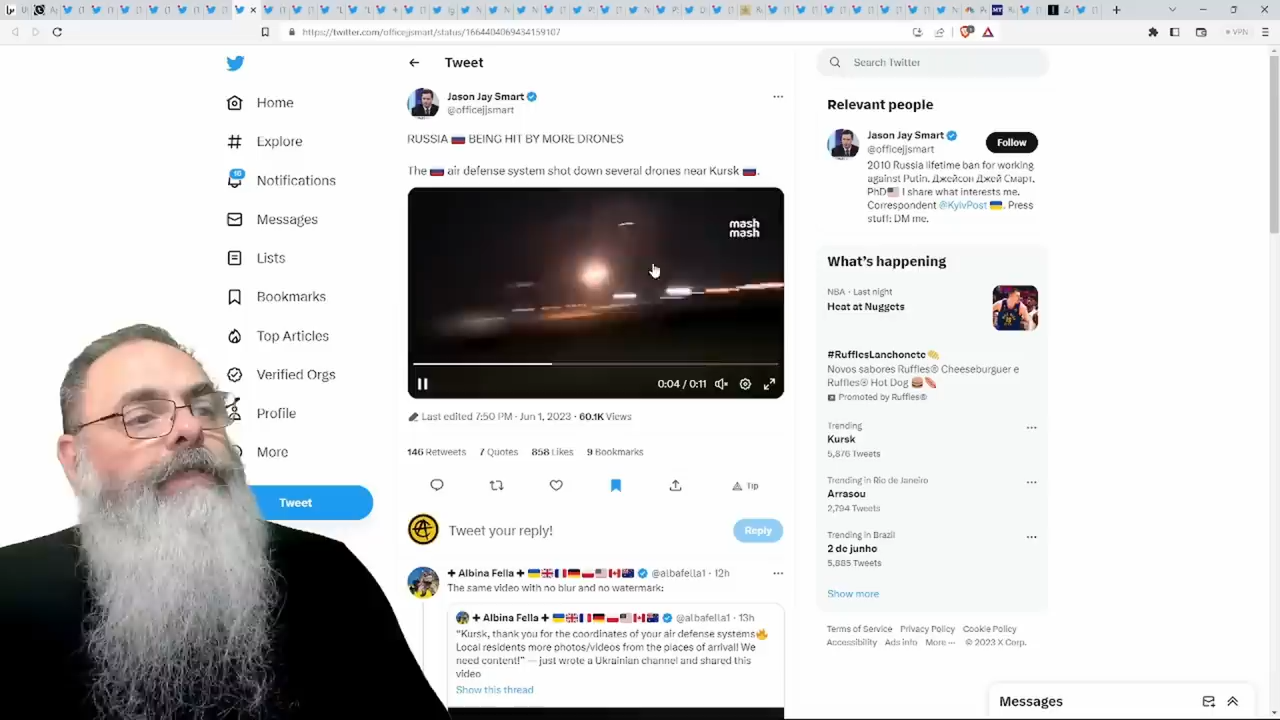 https://twitter.com/officejjsmart/status/1664404069434159107
VPN
Home
Explore
16
Notifications
Messages
Lists
Bookmarks
Top Articles
Verified Orgs
Profile
More
Tweet
Tweet
Jason Jay Smart
@officejjsmart
RUSSIA 🇷🇺 BEING HIT BY MORE DRONES
The 🇷🇺 air defense system shot down several drones near Kursk 🇷🇺.
mash
mash
0:04 / 0:11
Last edited 7:50 PM · Jun 1, 2023 · 60.1K Views
146 Retweets 7 Quotes 858 Likes 9 Bookmarks
Tip
Tweet your reply!
Reply
Albina Fella @albafella1 · 12h
The same video with no blur and no watermark:
Albina Fella @albafella1 · 13h
"Kursk, thank you for the coordinates of your air defense systems🔥
Local residents more photos/videos from the places of arrival! We
need content!" — just wrote a Ukrainian channel and shared this
video
Show this thread
Search Twitter
Relevant people
Jason Jay Smart
@officejjsmart
Follow
2010 Russia lifetime ban for working
against Putin. Джейсон Джей Смарт,
PhD🇺🇸 I share what interests me.
Correspondent @KyivPost 🇺🇦. Press
stuff: DM me.
What's happening
NBA · Last night
Heat at Nuggets
#RufflesLanchonete
Novos sabores Ruffles® Cheeseburguer e
Ruffles® Hot Dog 🍔🌭
Promoted by Ruffles®
Trending
Kursk
5,876 Tweets
Trending in Rio de Janeiro
Arrasou
2,794 Tweets
Trending in Brazil
2 de junho
5,885 Tweets
Show more
Terms of Service Privacy Policy Cookie Policy
Accessibility Ads info More ··· © 2023 X Corp.
Messages